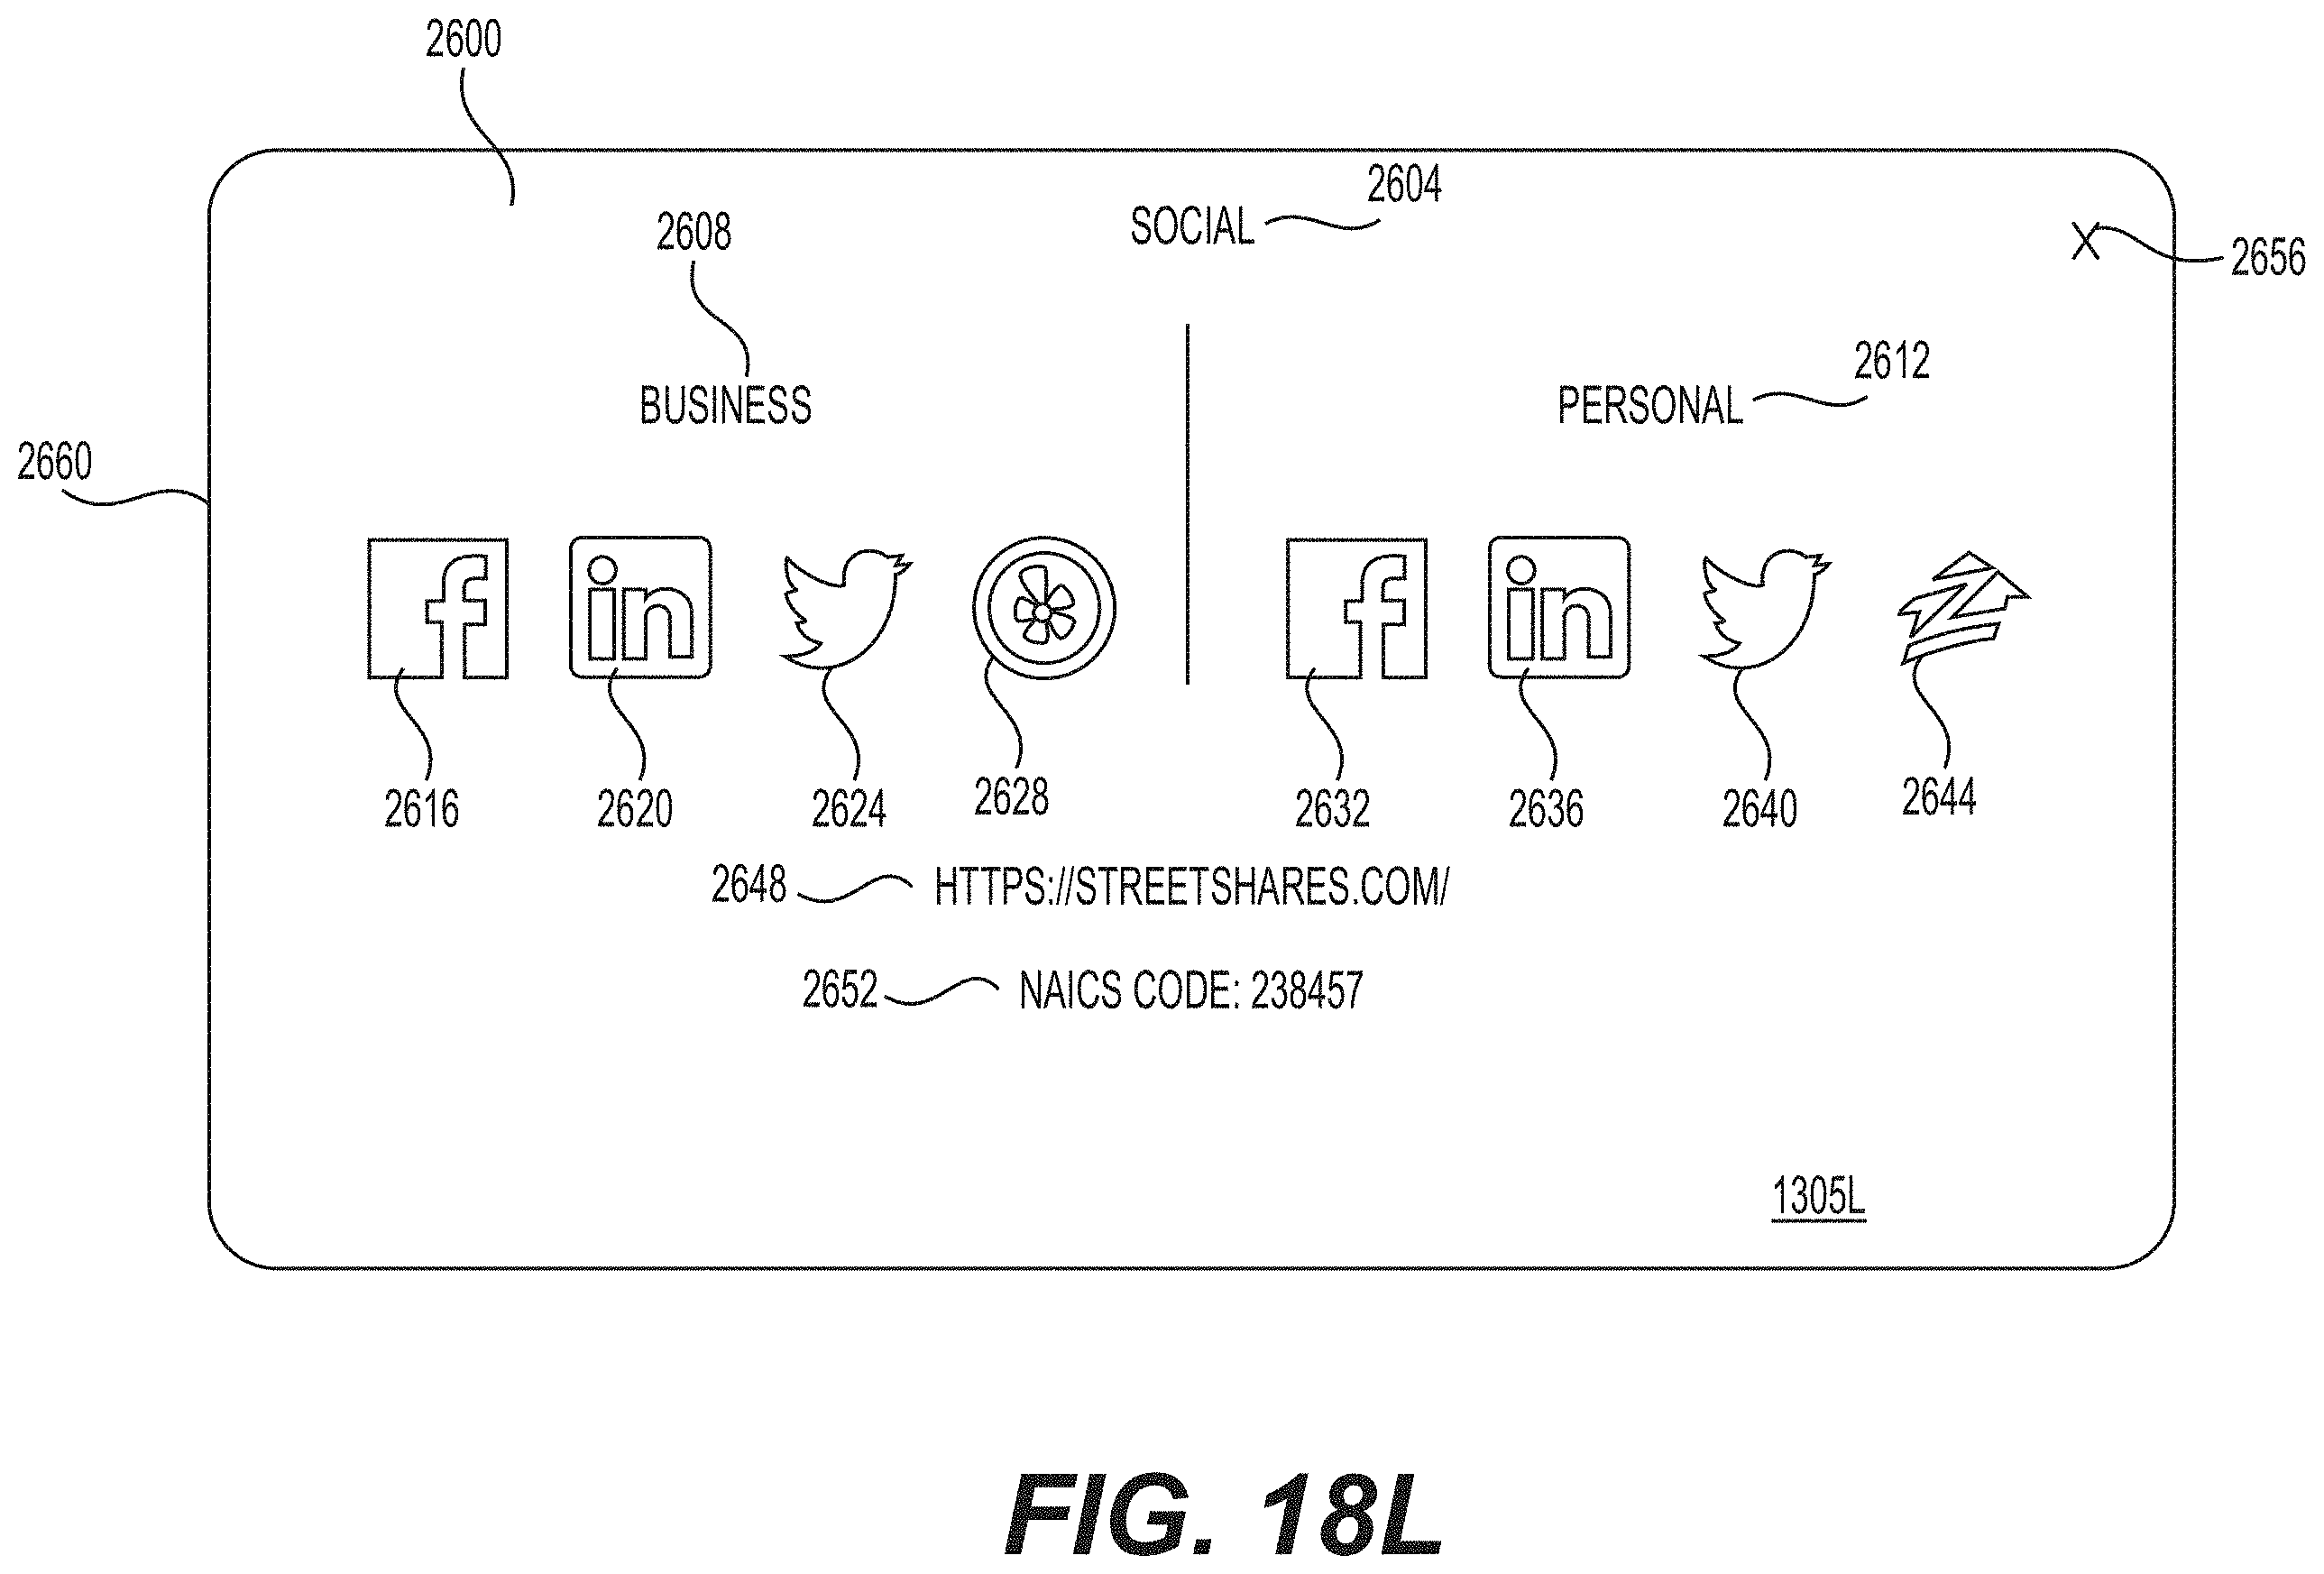 2600
2604
SOCIAL
2608
2656
2612
BUSINESS
PERSONAL
2660
f in f in Z
2616 2620 2624 2628 2632 2636 2640 2644
2648 HTTPS://STREETSHARES.COM/
2652 NAICS CODE: 238457
1305L
FIG. 18L